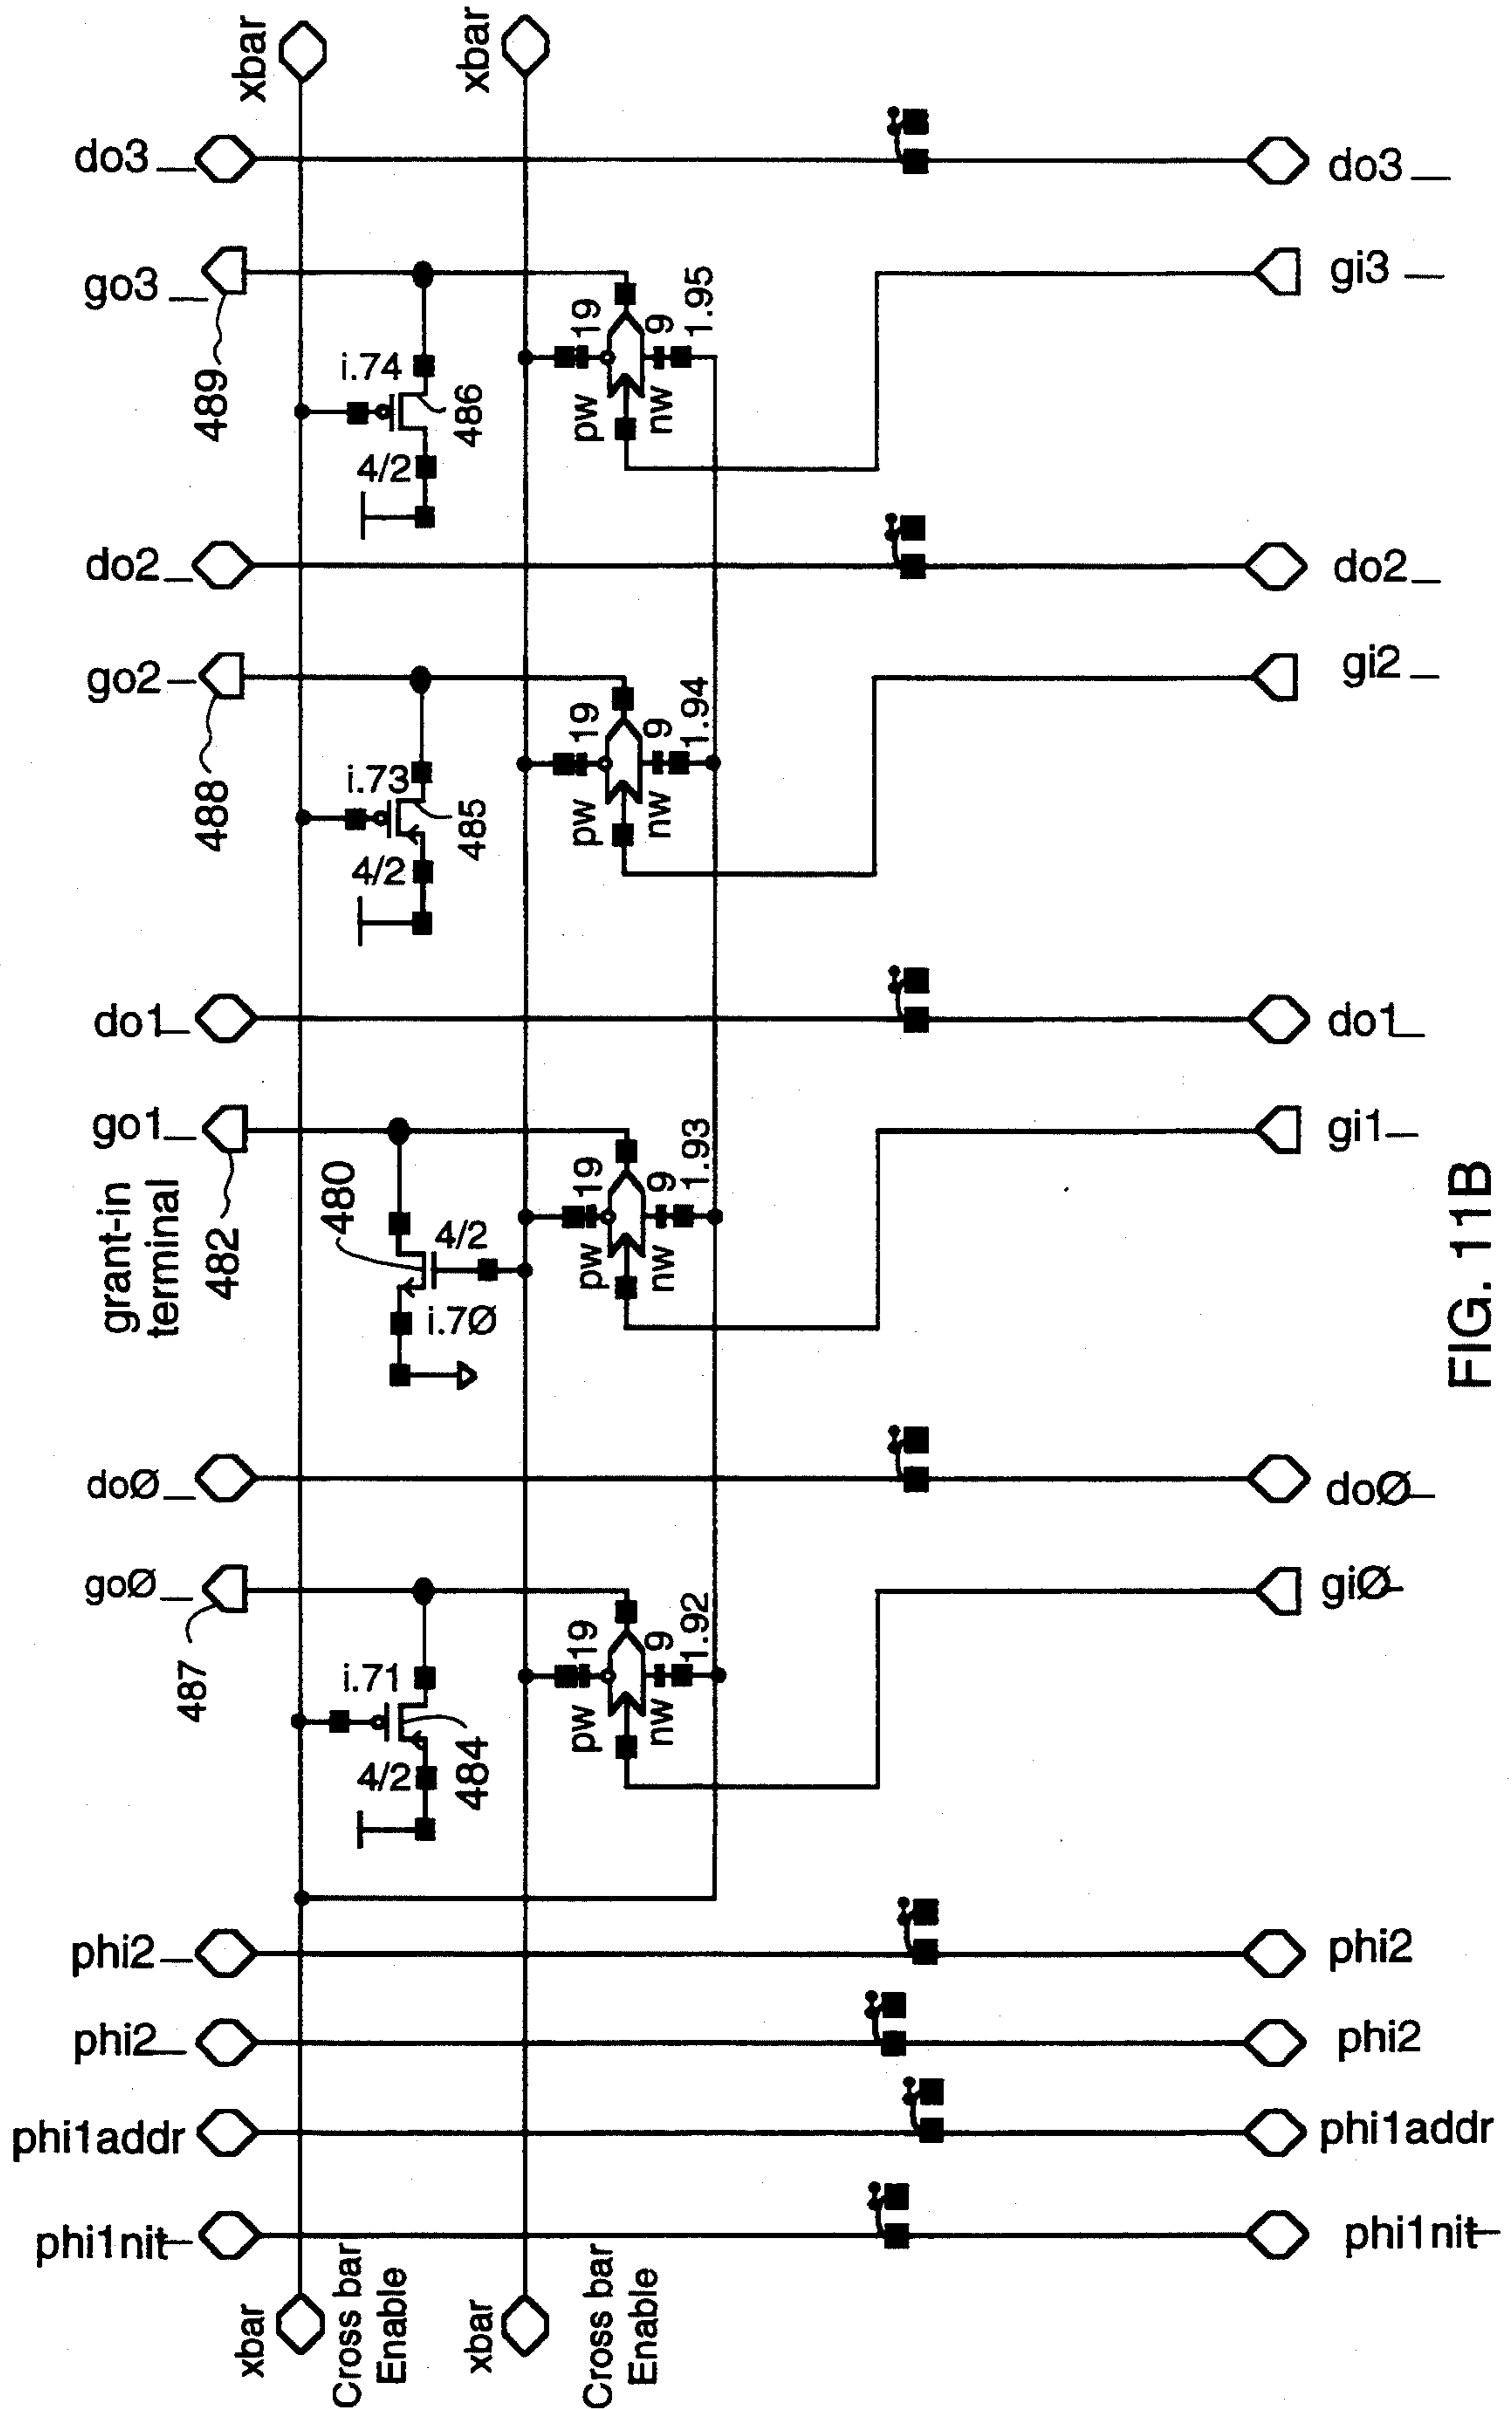 do3_
go3_
489
do2_
go2_
488
do1_
go1_
grant-in
terminal
482
doØ_
goØ_
487
phi2_
phi2_
phi1addr
phi1nit-
xbar
xbar
i.74
486
4/2
i.73
485
4/2
480
4/2
i.7Ø
i.71
484
4/2
19
9
1.95
pw
nw
19
9
1.94
pw
nw
19
9
1.93
pw
nw
19
9
1.92
pw
nw
xbar
Cross bar
Enable
xbar
Cross bar
Enable
do3_
gi3_
do2_
gi2_
do1_
gi1_
doØ_
giØ-
phi2
phi2
phi1addr
phi1nit-
FIG. 11B